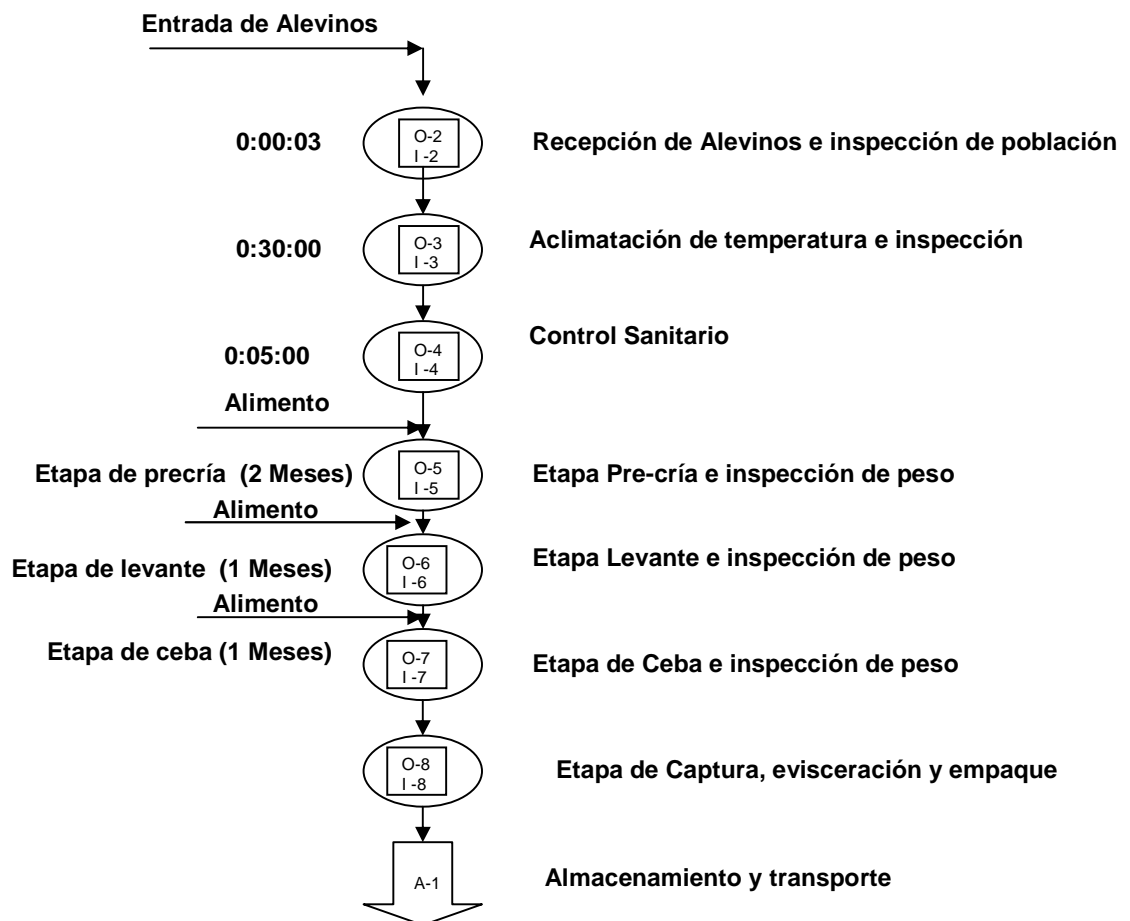 Entrada de Alevinos
0:00:03
O-2
I -2
Recepción de Alevinos e inspección de población
0:30:00
O-3
I -3
Aclimatación de temperatura e inspección
0:05:00
O-4
I -4
Control Sanitario
Alimento
Etapa de precría (2 Meses)
O-5
I -5
Etapa Pre-cría e inspección de peso
Alimento
Etapa de levante (1 Meses)
O-6
I -6
Etapa Levante e inspección de peso
Alimento
Etapa de ceba (1 Meses)
O-7
I -7
Etapa de Ceba e inspección de peso
O-8
I -8
Etapa de Captura, evisceración y empaque
A-1
Almacenamiento y transporte